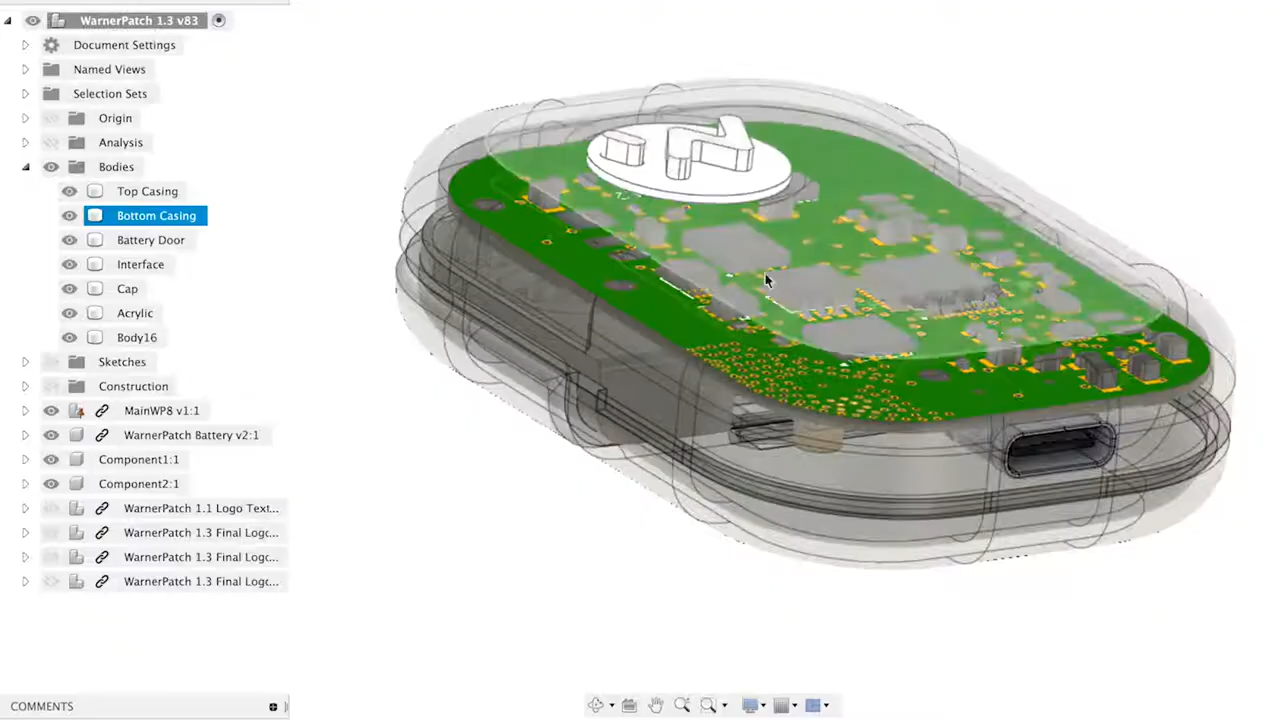 WarnerPatch 1.3 v83
Document Settings
Named Views
Selection Sets
Origin
Analysis
Bodies
Top Casing
Bottom Casing
Battery Door
Interface
Cap
Acrylic
Body16
Sketches
Construction
MainWP8 v1:1
WarnerPatch Battery v2:1
Component1:1
Component2:1
WarnerPatch 1.1 Logo Text...
WarnerPatch 1.3 Final Logo...
WarnerPatch 1.3 Final Logo...
WarnerPatch 1.3 Final Logo...
COMMENTS